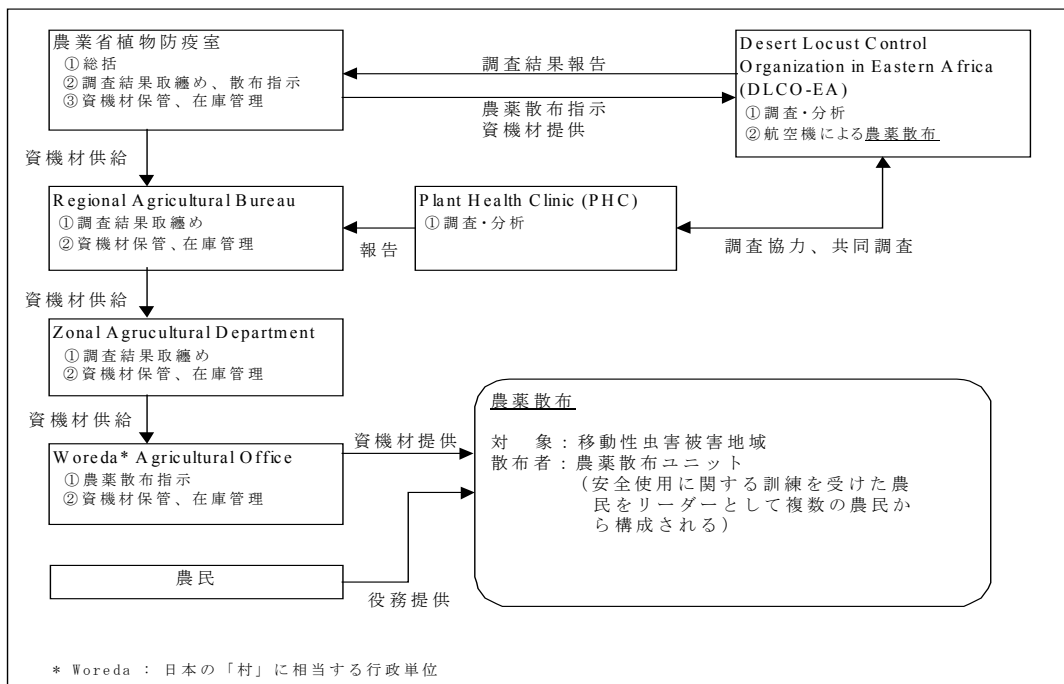 農業省植物防疫室
①総括
②調査結果取纏め、散布指示
③資機材保管、在庫管理
調査結果報告
農薬散布指示
資機材提供
Desert Locust Control
Organization in Eastern Africa
(DLCO-EA)
①調査・分析
②航空機による農薬散布
資機材供給
Regional Agricultural Bureau
①調査結果取纏め
②資機材保管、在庫管理
報告
Plant Health Clinic (PHC)
①調査・分析
調査協力、共同調査
資機材供給
Zonal Agrucultural Department
①調査結果取纏め
②資機材保管、在庫管理
資機材供給
Woreda* Agricultural Office
①農薬散布指示
②資機材保管、在庫管理
資機材提供
農薬散布
対　象：移動性虫害被害地域
散布者：農薬散布ユニット
（安全使用に関する訓練を受けた農
民をリーダーとして複数の農民か
ら構成される）
農民
役務提供
* Woreda ： 日本の「村」に相当する行政単位